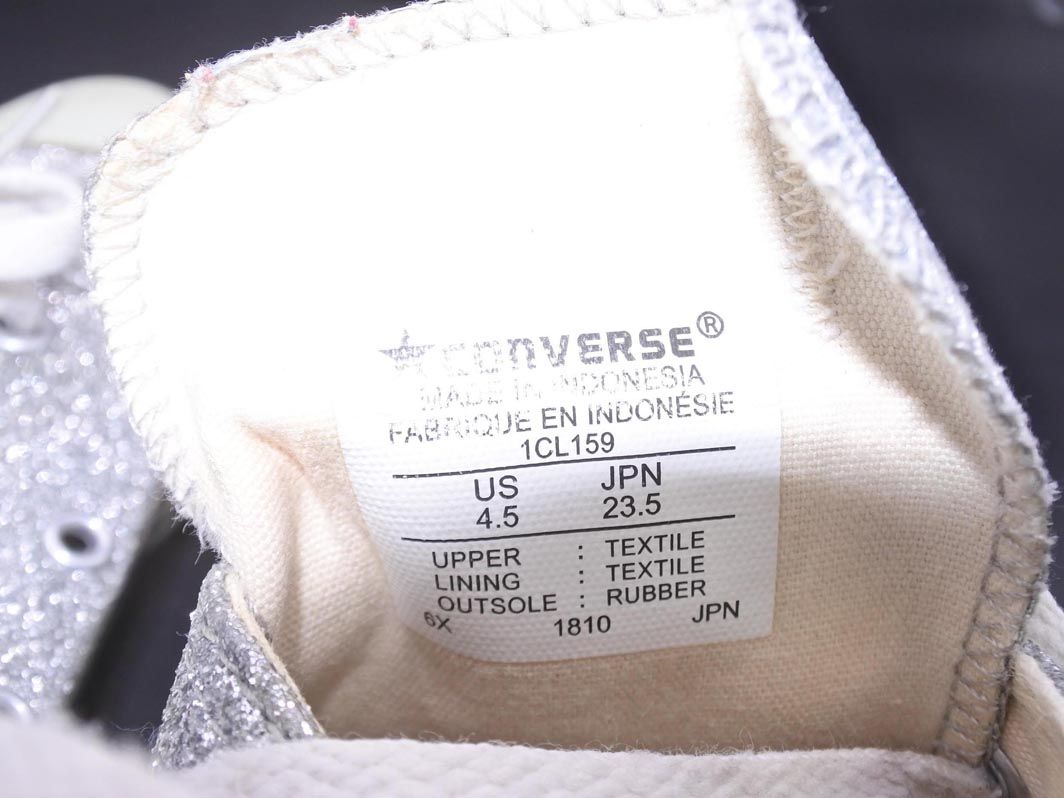 CONVERSE®
MADE IN INDONESIA
FABRIQUE EN INDONÉSIE
1CL159
US JPN
4.5 23.5
UPPER : TEXTILE
LINING : TEXTILE
OUTSOLE : RUBBER
6X 1810 JPN